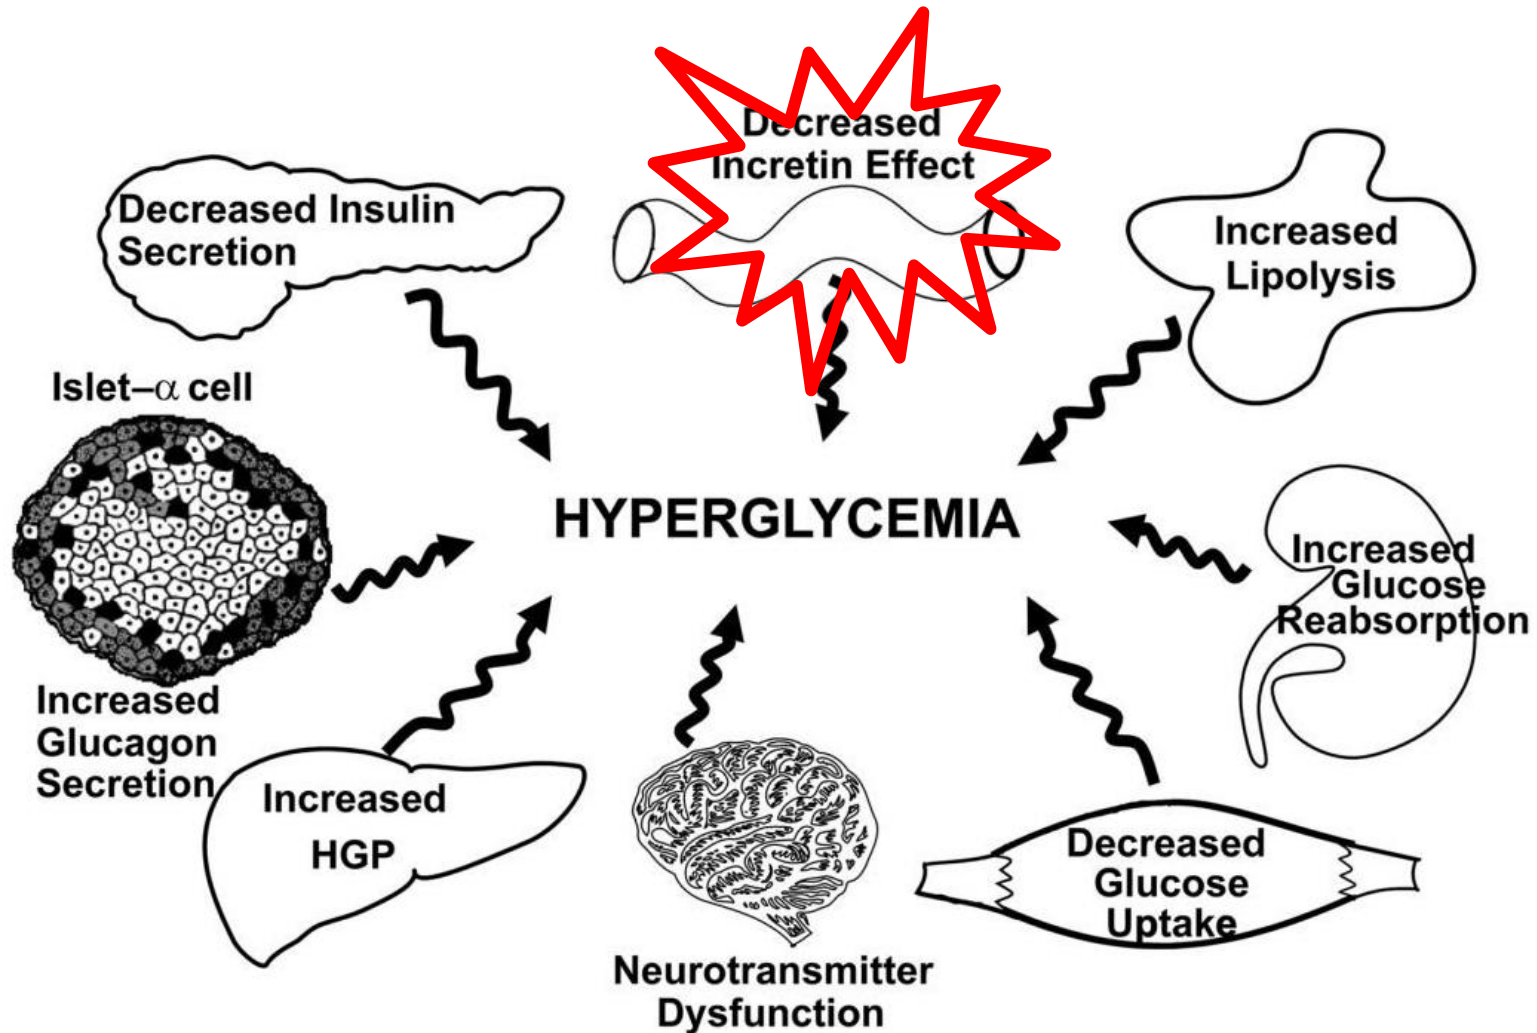 Decreased
Incretin Effect
Decreased Insulin
Secretion
Increased
Lipolysis
Islet–α cell
HYPERGLYCEMIA
Increased
Glucose
Reabsorption
Increased
Glucagon
Secretion
Increased
HGP
Decreased
Glucose
Uptake
Neurotransmitter
Dysfunction